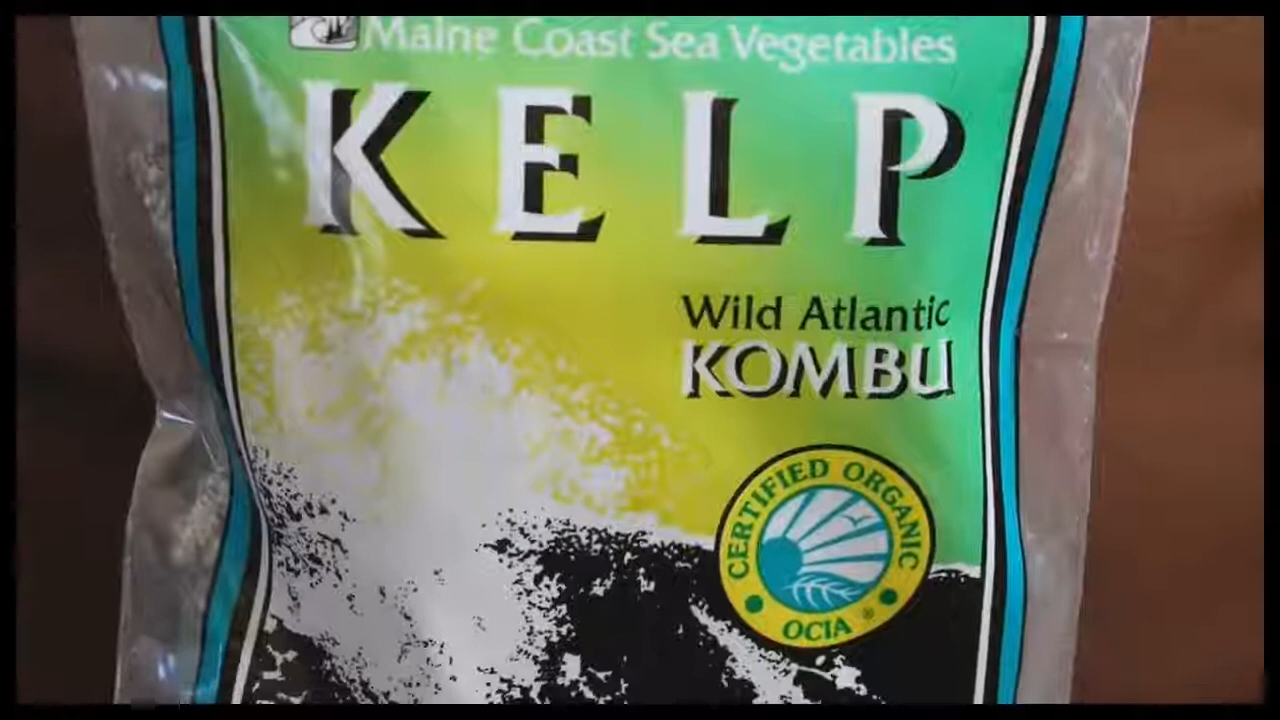 Maine Coast Sea Vegetables
KELP
Wild Atlantic
KOMBU
CERTIFIED ORGANIC
OCIA ®